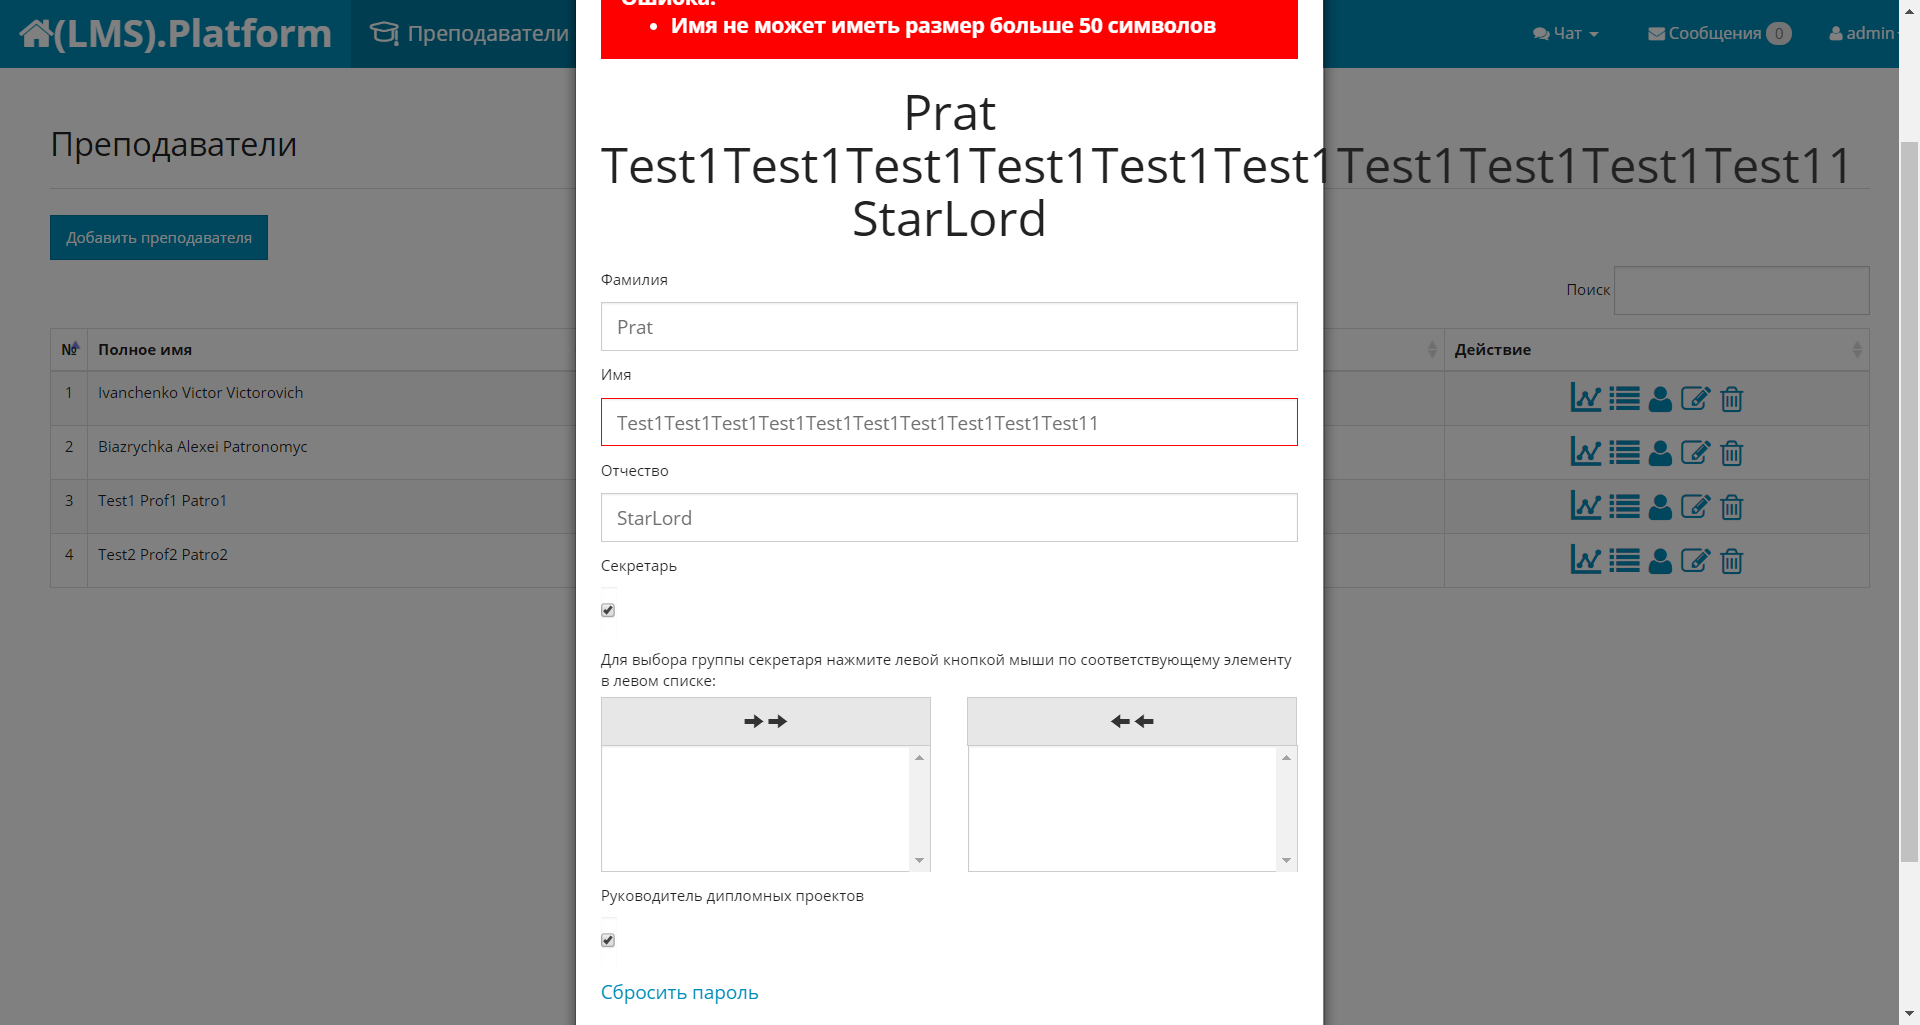 (LMS).Platform
Преподаватели
Чат
Сообщения 0
admin
Ошибка:
Имя не может иметь размер больше 50 символов
Преподаватели
Добавить преподавателя
Поиск
№
Полное имя
Действие
1 Ivanchenko Victor Victorovich
2 Biazrychka Alexei Patronomyc
3 Test1 Prof1 Patro1
4 Test2 Prof2 Patro2
Prat
Test1Test1Test1Test1Test1Test1Test1Test1Test1Test11
StarLord
Фамилия
Prat
Имя
Test1Test1Test1Test1Test1Test1Test1Test1Test1Test11
Отчество
StarLord
Секретарь
Для выбора группы секретаря нажмите левой кнопкой мыши по соответствующему элементу
в левом списке:
Руководитель дипломных проектов
Сбросить пароль